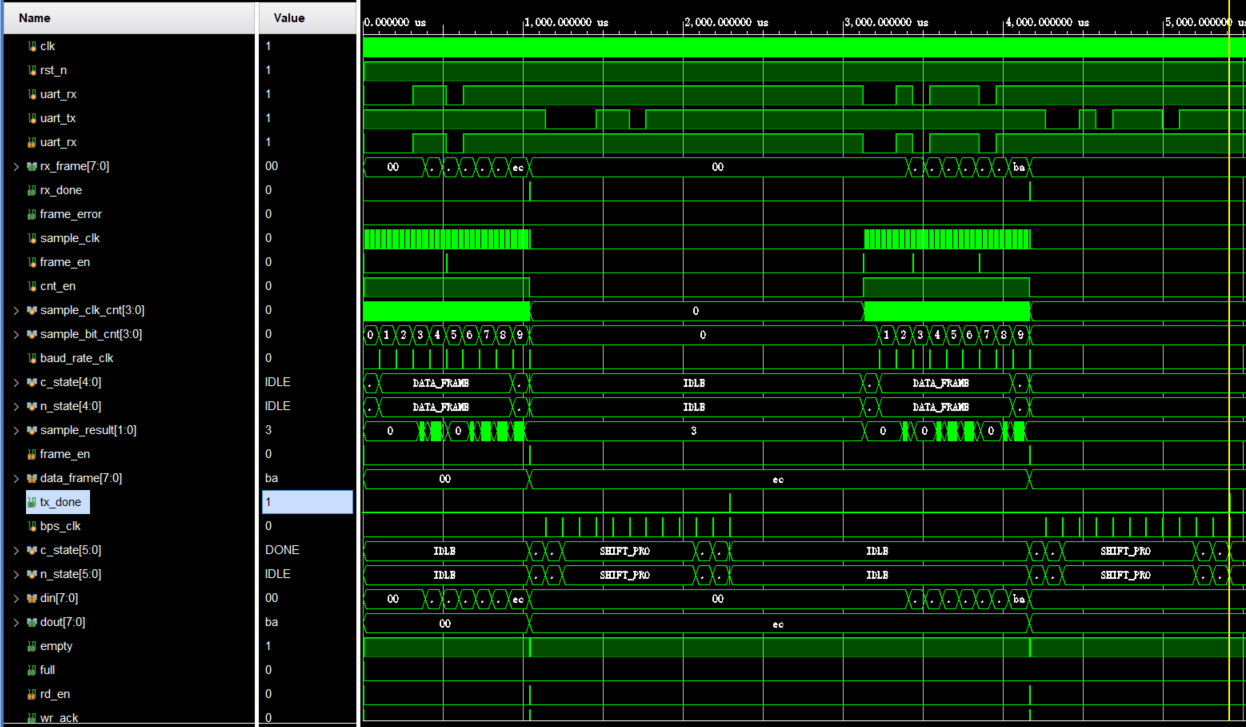 Name Value 0.000000 us 1,000.000000 us 2,000.000000 us 3,000.000000 us 4,000.000000 us 5,000.000000 us
clk 1
rst_n 1
uart_rx 1
uart_tx 1
uart_rx 1
rx_frame[7:0] 00 00 . . . . . ec 00 . . . . . . ba
rx_done 0
frame_error 0
sample_clk 0
frame_en 0
cnt_en 0
sample_clk_cnt[3:0] 0 0
sample_bit_cnt[3:0] 0 0 1 2 3 4 5 6 7 8 9 0 1 2 3 4 5 6 7 8 9
baud_rate_clk 0
c_state[4:0] IDLE . DATA_FRAME . IDLE . DATA_FRAME .
n_state[4:0] IDLE . DATA_FRAME . IDLE . DATA_FRAME .
sample_result[1:0] 3 0 0 3 0 0 0
frame_en 0
data_frame[7:0] ba 00 ec
tx_done 1
bps_clk 0
c_state[5:0] DONE IDLE . . SHIFT_PRO . . IDLE . . SHIFT_PRO . .
n_state[5:0] IDLE IDLE . . SHIFT_PRO . . IDLE . . SHIFT_PRO . .
din[7:0] 00 00 . . . . . ec 00 . . . . . . ba
dout[7:0] ba 00 ec
empty 1
full 0
rd_en 0
wr_ack 0